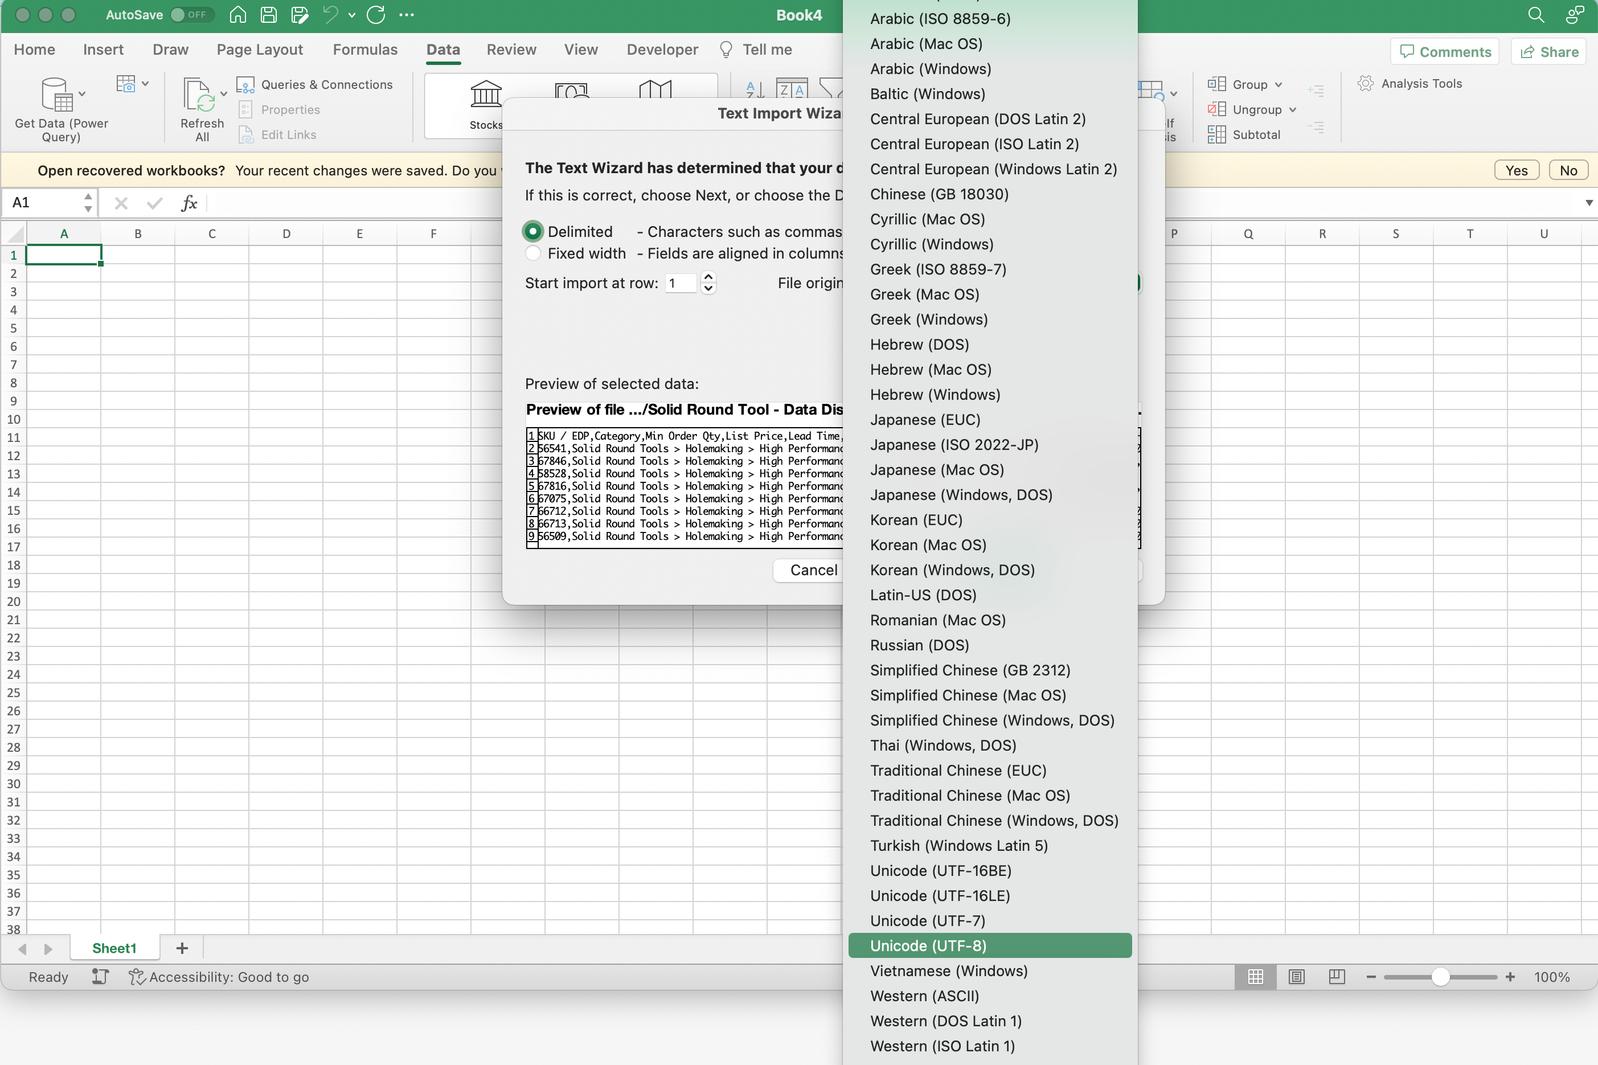 AutoSave OFF
Book4
Home Insert Draw Page Layout Formulas Data Review View Developer Tell me
Comments Share
Get Data (Power Query)
Refresh All
Queries & Connections
Properties
Edit Links
Stocks
Group
Ungroup
Subtotal
Analysis Tools
Open recovered workbooks? Your recent changes were saved. Do you
Yes No
A1 fx
A B C D E F P Q R S T U
1
2
3
4
5
6
7
8
9
10
11
12
13
14
15
16
17
18
19
20
21
22
23
24
25
26
27
28
29
30
31
32
33
34
35
36
37
38
Text Import Wiza
The Text Wizard has determined that your d
If this is correct, choose Next, or choose the D
Delimited - Characters such as commas
Fixed width - Fields are aligned in columns
Start import at row: 1 File origin
Preview of selected data:
Preview of file .../Solid Round Tool - Data Dis
1 SKU / EDP,Category,Min Order Qty,List Price,Lead Time,
2 56541,Solid Round Tools > Holemaking > High Performanc
3 67846,Solid Round Tools > Holemaking > High Performanc
4 58528,Solid Round Tools > Holemaking > High Performanc
5 67816,Solid Round Tools > Holemaking > High Performanc
6 67075,Solid Round Tools > Holemaking > High Performanc
7 66712,Solid Round Tools > Holemaking > High Performanc
8 66713,Solid Round Tools > Holemaking > High Performanc
9 56509,Solid Round Tools > Holemaking > High Performanc
Cancel
Arabic (ISO 8859-6)
Arabic (Mac OS)
Arabic (Windows)
Baltic (Windows)
Central European (DOS Latin 2)
Central European (ISO Latin 2)
Central European (Windows Latin 2)
Chinese (GB 18030)
Cyrillic (Mac OS)
Cyrillic (Windows)
Greek (ISO 8859-7)
Greek (Mac OS)
Greek (Windows)
Hebrew (DOS)
Hebrew (Mac OS)
Hebrew (Windows)
Japanese (EUC)
Japanese (ISO 2022-JP)
Japanese (Mac OS)
Japanese (Windows, DOS)
Korean (EUC)
Korean (Mac OS)
Korean (Windows, DOS)
Latin-US (DOS)
Romanian (Mac OS)
Russian (DOS)
Simplified Chinese (GB 2312)
Simplified Chinese (Mac OS)
Simplified Chinese (Windows, DOS)
Thai (Windows, DOS)
Traditional Chinese (EUC)
Traditional Chinese (Mac OS)
Traditional Chinese (Windows, DOS)
Turkish (Windows Latin 5)
Unicode (UTF-16BE)
Unicode (UTF-16LE)
Unicode (UTF-7)
Unicode (UTF-8)
Vietnamese (Windows)
Western (ASCII)
Western (DOS Latin 1)
Western (ISO Latin 1)
Sheet1
Ready Accessibility: Good to go
100%